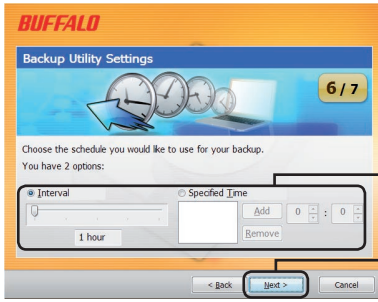 BUFFALO
Backup Utility Settings
6 / 7
Choose the schedule you would like to use for your backup.
You have 2 options:
Interval
Specified Time
Add
0 : 0
1 hour
Remove
< Back
Next >
Cancel